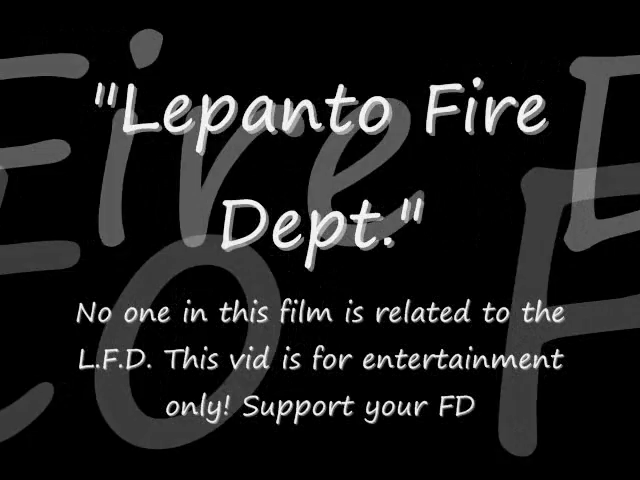 "Lepanto Fire
Dept."
No one in this film is related to the
L.F.D. This vid is for entertainment
only! Support your FD